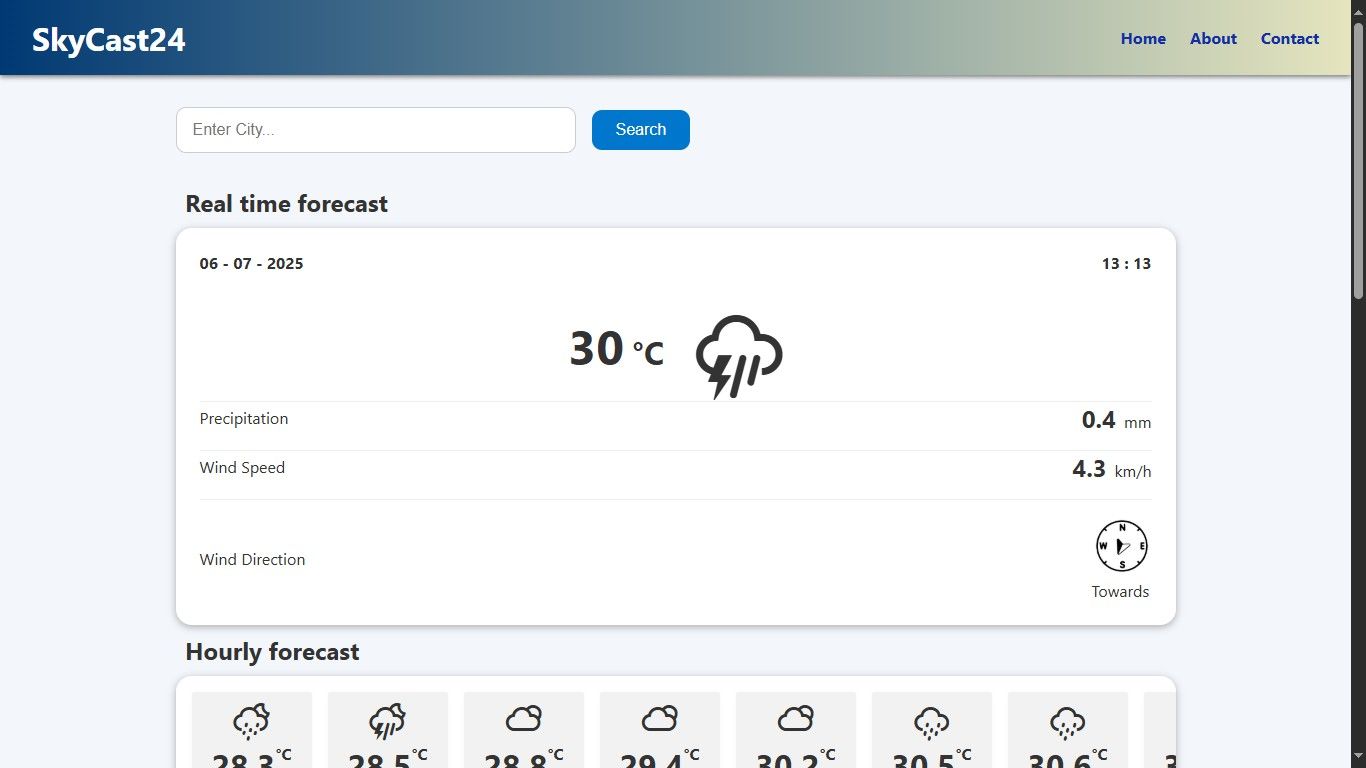 SkyCast24
Home About Contact
Enter City...
Search
Real time forecast
06 - 07 - 2025
13 : 13
30 °C
Precipitation
0.4 mm
Wind Speed
4.3 km/h
N
W E
S
Wind Direction
Towards
Hourly forecast
28.3 °C 28.5 °C 28.8 °C 29.4 °C 30.2 °C 30.5 °C 30.6 °C